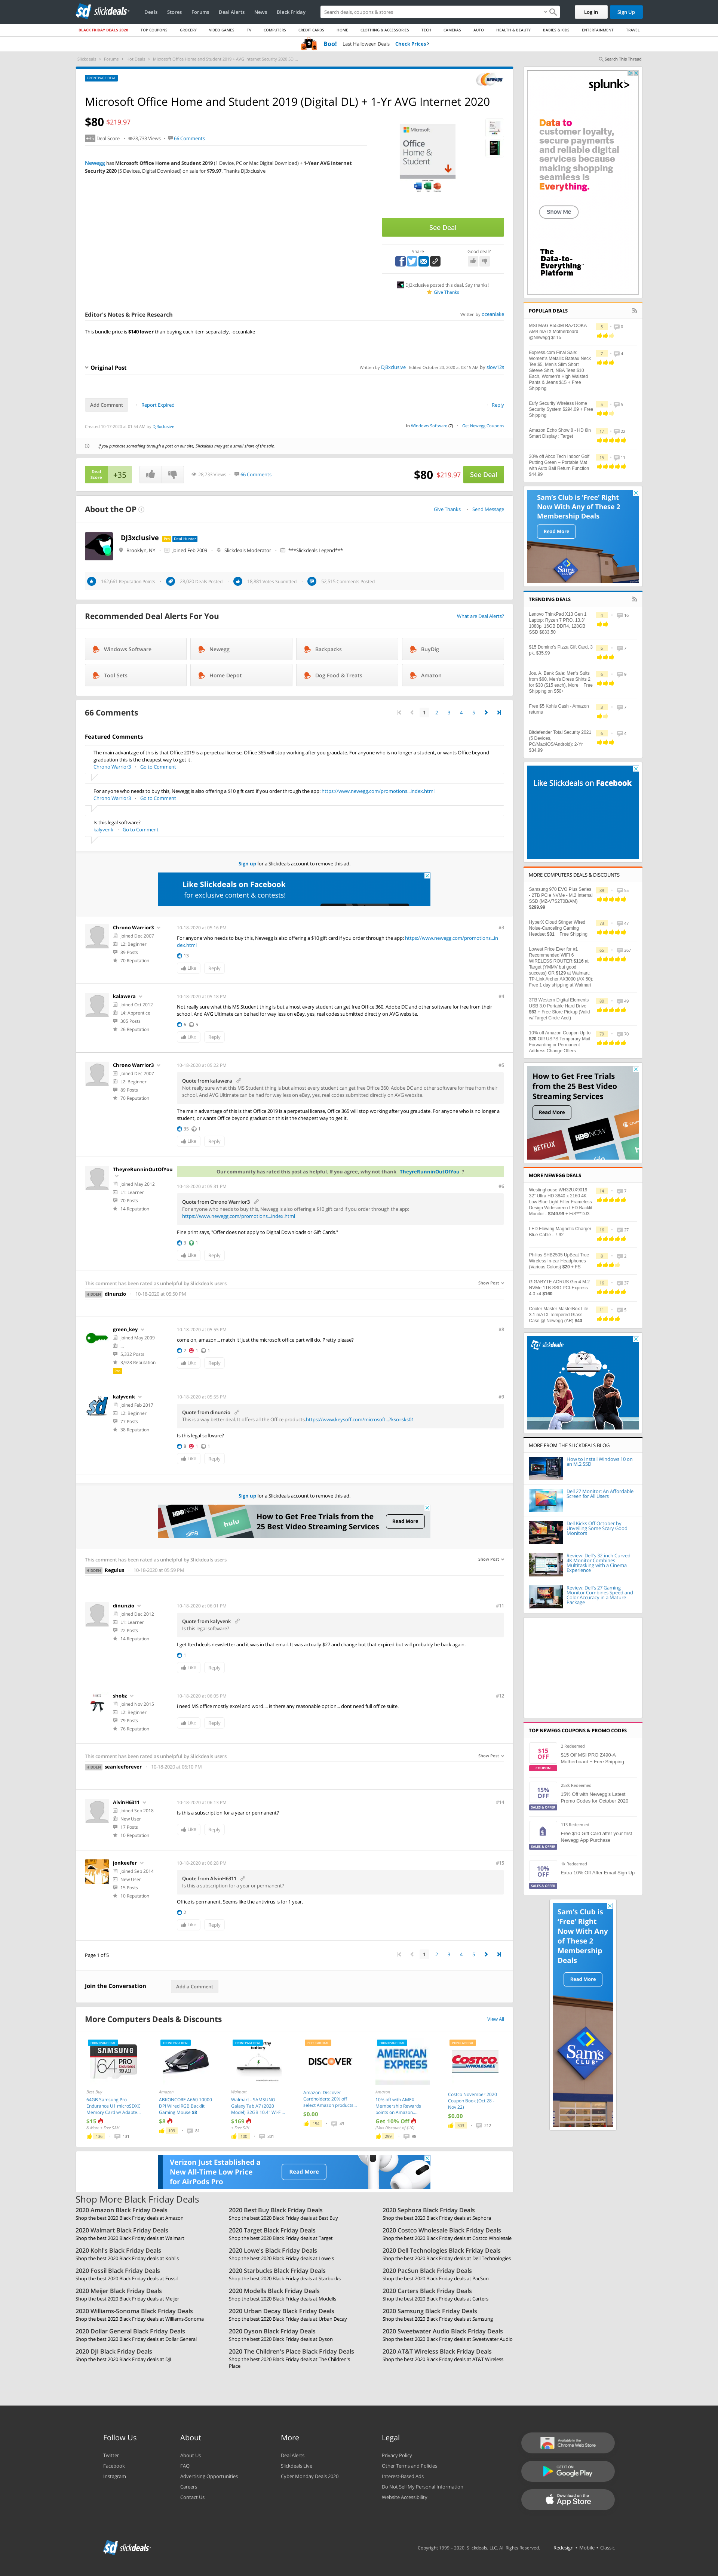 slickdeals
Deals Stores Forums Deal Alerts News Black Friday
Search deals, coupons & stores
Log In
Sign Up
BLACK FRIDAY DEALS 2020 TOP COUPONS GROCERY VIDEO GAMES TV COMPUTERS CREDIT CARDS HOME CLOTHING & ACCESSORIES TECH CAMERAS AUTO HEALTH & BEAUTY BABIES & KIDS ENTERTAINMENT TRAVEL
Boo! Last Halloween Deals Check Prices
Search This Thread
FRONTPAGE DEAL
Microsoft Office Home and Student 2019 (Digital DL) + 1-Yr AVG Internet 2020
$80 $219.97
+35 Deal Score 28,733 Views 66 Comments
Newegg has Microsoft Office Home and Student 2019 (1 Device, PC or Mac Digital Download) + 1-Year AVG Internet
Security 2020 (5 Devices, Digital Download) on sale for $79.97. Thanks DJ3xclusive
Microsoft
Office
Home &
Student
See Deal
Share
Good deal?
DJ3xclusive posted this deal. Say thanks!
Give Thanks
Editor's Notes & Price Research
Written by oceanlake
This bundle price is $140 lower than buying each item separately. -oceanlake
Original Post
Written by DJ3xclusive Edited October 20, 2020 at 08:15 AM by slow12s
Add Comment
Report Expired
Reply
Created 10-17-2020 at 01:54 AM by DJ3xclusive
in Windows Software (7) Get Newegg Coupons
If you purchase something through a post on our site, Slickdeals may get a small share of the sale.
Deal Score +35
28,733 Views 66 Comments
$80 $219.97 See Deal
About the OP
Give Thanks Send Message
DJ3xclusive Deal Hunter
Brooklyn, NY Joined Feb 2009 Slickdeals Moderator ***Slickdeals Legend***
162,661 Reputation Points 28,020 Deals Posted 19,881 Votes Submitted 52,515 Comments Posted
Recommended Deal Alerts For You
What are Deal Alerts?
Windows Software
Newegg
Backpacks
BuyDig
Tool Sets
Home Depot
Dog Food & Treats
Amazon
66 Comments
1 2 3 4 5
Featured Comments
The main advantage of this is that Office 2019 is a perpetual license, Office 365 will stop working after you graudate. For anyone who is no longer a student, or wants Office beyond
graduation this is the cheapest way to get it.
Chrono Warrior3 Go to Comment
For anyone who needs to buy this, Newegg is also offering a $10 gift card if you order through the app: https://www.newegg.com/promotions...index.html
Chrono Warrior3 Go to Comment
Is this legal software?
kalyvenk Go to Comment
Sign up for a Slickdeals account to remove this ad.
Like Slickdeals on Facebook
for exclusive contents & contests!
Chrono Warrior3
Joined Dec 2007
L2: Beginner
89 Posts
70 Reputation
10-18-2020 at 05:16 PM
#3
For anyone who needs to buy this, Newegg is also offering a $10 gift card if you order through the app: https://www.newegg.com/promotions...in
dex.html
13
Like Reply
kalawera
Joined Oct 2012
L4: Apprentice
305 Posts
26 Reputation
10-18-2020 at 05:18 PM
#4
Not really sure what this MS Student thing is but almost every student can get free Office 360, Adobe DC and other software for free from their school. And AVG Ultimate can be had for way less on
eBay, yes, real codes submitted directly on AVG website.
6 5
Like Reply
Chrono Warrior3
Joined Dec 2007
L2: Beginner
89 Posts
70 Reputation
10-18-2020 at 05:22 PM
#5
Quote from kalawera
Not really sure what this MS Student thing is but almost every student can get free Office 360, Adobe DC and other software for free from their
school. And AVG Ultimate can be had for way less on eBay, yes, real codes submitted directly on AVG website.
The main advantage of this is that Office 2019 is a perpetual license, Office 365 will stop working after you graudate. For anyone who is no longer a
student, or wants Office beyond graduation this is the cheapest way to get it.
35 1
Like Reply
TheyreRunninOutOfYou
Joined May 2012
L1: Learner
70 Posts
14 Reputation
Our community has rated this post as helpful. If you agree, why not thank TheyreRunninOutOfYou ?
10-18-2020 at 05:31 PM
#6
Quote from Chrono Warrior3
For anyone who needs to buy this, Newegg is also offering a $10 gift card if you order through the app:
https://www.newegg.com/promotions...index.html
Fine print says, "Offer does not apply to Digital Downloads or Gift Cards."
3 1
Like Reply
This comment has been rated as unhelpful by Slickdeals users
Show Post
dinunzio 10-18-2020 at 05:50 PM
green_key
Joined May 2009
5,332 Posts
3,028 Reputation
10-18-2020 at 05:55 PM
#8
come on, amazon... match it! just the microsoft office part will do. Pretty please?
2 1 1
Like Reply
kalyvenk
Joined Feb 2017
L2: Beginner
77 Posts
38 Reputation
10-18-2020 at 05:55 PM
#9
Quote from dinunzio
This is a way better deal. It offers all the Office products.https://www.keysoff.com/microsoft...?tso=sksl01
Is this legal software?
8 1 1
Like Reply
Sign up for a Slickdeals account to remove this ad.
How to Get Free Trials from the
25 Best Video Streaming Services
Read More
This comment has been rated as unhelpful by Slickdeals users
Show Post
Regulus 10-18-2020 at 05:59 PM
dinunzio
Joined Dec 2012
L1: Learner
22 Posts
14 Reputation
10-18-2020 at 06:01 PM
#11
Quote from kalyvenk
Is this legal software?
I get Itechdeals newsletter and it was in that email. It was actually $27 and change but that expired but will probably be back again.
1
Like Reply
shobz
Joined Nov 2015
L2: Beginner
79 Posts
76 Reputation
10-18-2020 at 06:05 PM
#12
i need MS office mostly excel and word.... is there any reasonable option... dont need full office suite.
Like Reply
This comment has been rated as unhelpful by Slickdeals users
Show Post
seanleeforever 10-18-2020 at 06:10 PM
AlvinH6311
Joined Sep 2018
New User
17 Posts
10 Reputation
10-18-2020 at 06:13 PM
#14
Is this a subscription for a year or permanent?
Like Reply
jonkeefer
Joined Sep 2014
New User
15 Posts
10 Reputation
10-18-2020 at 06:28 PM
#15
Quote from AlvinH6311
Is this a subscription for a year or permanent?
Office is permanent. Seems like the antivirus is for 1 year.
2
Like Reply
Page 1 of 5
1 2 3 4 5
Join the Conversation
Add a Comment
More Computers Deals & Discounts
View All
64GB Samsung Pro
Endurance U1 microSDXC
Memory Card w/ Adapte...
$15
ABKONCORE A660 10000
DPI Wired RGB Backlit
Gaming Mouse $8
$8
Walmart - SAMSUNG
Galaxy Tab A7 (2020
Model) 32GB 10.4" Wi-Fi...
$169
DISCOVER
Amazon: Discover
Cardholders: 20% off
select Amazon products...
$0.00
AMERICAN
EXPRESS
10% off with AMEX
Membership Rewards
points on Amazon...
Get 10% Off
COSTCO
WHOLESALE
Costco November 2020
Coupon Book (Oct 28 -
Nov 22)
$0.00
Verizon Just Established a
New All-Time Low Price
for AirPods Pro
Read More
Shop More Black Friday Deals
2020 Amazon Black Friday Deals
Shop the best 2020 Black Friday deals at Amazon
2020 Best Buy Black Friday Deals
Shop the best 2020 Black Friday deals at Best Buy
2020 Sephora Black Friday Deals
Shop the best 2020 Black Friday deals at Sephora
2020 Walmart Black Friday Deals
Shop the best 2020 Black Friday deals at Walmart
2020 Target Black Friday Deals
Shop the best 2020 Black Friday deals at Target
2020 Costco Wholesale Black Friday Deals
Shop the best 2020 Black Friday deals at Costco Wholesale
2020 Kohl's Black Friday Deals
Shop the best 2020 Black Friday deals at Kohl's
2020 Lowe's Black Friday Deals
Shop the best 2020 Black Friday deals at Lowe's
2020 Dell Technologies Black Friday Deals
Shop the best 2020 Black Friday deals at Dell Technologies
2020 Fossil Black Friday Deals
Shop the best 2020 Black Friday deals at Fossil
2020 Starbucks Black Friday Deals
Shop the best 2020 Black Friday deals at Starbucks
2020 PacSun Black Friday Deals
Shop the best 2020 Black Friday deals at PacSun
2020 Meijer Black Friday Deals
Shop the best 2020 Black Friday deals at Meijer
2020 Modells Black Friday Deals
Shop the best 2020 Black Friday deals at Modells
2020 Carters Black Friday Deals
Shop the best 2020 Black Friday deals at Carters
2020 Williams-Sonoma Black Friday Deals
Shop the best 2020 Black Friday deals at Williams-Sonoma
2020 Urban Decay Black Friday Deals
Shop the best 2020 Black Friday deals at Urban Decay
2020 Samsung Black Friday Deals
Shop the best 2020 Black Friday deals at Samsung
2020 Dollar General Black Friday Deals
Shop the best 2020 Black Friday deals at Dollar General
2020 Dyson Black Friday Deals
Shop the best 2020 Black Friday deals at Dyson
2020 Sweetwater Audio Black Friday Deals
Shop the best 2020 Black Friday deals at Sweetwater Audio
2020 DJI Black Friday Deals
Shop the best 2020 Black Friday deals at DJI
2020 The Children's Place Black Friday Deals
Shop the best 2020 Black Friday deals at The Children's
Place
2020 AT&T Wireless Black Friday Deals
Shop the best 2020 Black Friday deals at AT&T Wireless
splunk>
Data to
customer loyalty,
secure payments
and reliable digital
services because
making shopping
seamless is
Everything.
Show Me
The
Data-to-
Everything
Platform
POPULAR DEALS
MSI MAG B550M BAZOOKA
AM4 mATX Motherboard
@Newegg $115
Express.com Final Sale:
Women's Metallic Bateau Neck
Tee $5, Men's Slim Short
Sleeve Shirt, NBA Tees $10
Each, Women's High Waisted
Pants & Jeans $15 + Free
Shipping
Eufy Security Wireless Home
Security System $294.09 + Free
Shipping
Amazon Echo Show 8 - HD 8in
Smart Display : Target
30% off Abco Tech Indoor Golf
Putting Green – Portable Mat
with Auto Ball Return Function
$44.98
Sam's Club is 'Free' Right
Now With Any of These 2
Membership Deals
Read More
TRENDING DEALS
Lenovo ThinkPad X13 Gen 1
Laptop: Ryzen 7 PRO, 13.3"
1080p, 16GB DDR4, 128GB
SSD $833.50
$15 Domino's Pizza Gift Card, 3
pk, $35.99
Jos. A. Bank Sale: Men's Suits
from $60, Men's Dress Shirts 2
for $30 ($15 each), More + Free
Shipping on $50+
Free $5 Kohls Cash - Amazon
returns
Bitdefender Total Security 2021
(5 Devices,
PC/Mac/iOS/Android): 2-Yr
$34.98
Like Slickdeals on Facebook
MORE COMPUTERS DEALS & DISCOUNTS
Samsung 970 EVO Plus Series
- 2TB PCIe NVMe - M.2 Internal
SSD (MZ-V7S2T0B/AM)
$299.99
HyperX Cloud Stinger Wired
Noise-Canceling Gaming
Headset $31 + Free Shipping
Lowest Price Ever for #1
Recommended WIFI 6
WIRELESS ROUTER $116 at
Target (YMMV but good
success) OR $129 at Walmart:
TP-Link Archer AX3000 (AX 50).
Free 1 day shipping at Walmart
3TB Western Digital Elements
USB 3.0 Portable Hard Drive
$63 + Free Store Pickup (Valid
w/ Target Circle Acct)
10% off Amazon Coupon Up to
$20 Off! USPS Temporary Mail
Forwarding or Permanent
Address Change Offers
How to Get Free Trials
from the 25 Best Video
Streaming Services
Read More
NETFLIX
HBO
MORE NEWEGG DEALS
Westinghouse WH32UX9019
32" Ultra HD 3840 x 2160 4K
Low Blue Light Filter Frameless
Design Widescreen LED Backlit
Monitor - $249.99 + F/S***DJ3
LED Flowing Magnetic Charger
Blue Cable - 7.92
Philips SHB2505 UpBeat True
Wireless In-ear Headphones
(Various Colors) $20 + FS
GIGABYTE AORUS Gen4 M.2
NVMe 1TB SSD PCI-Express
4.0 x4 $160
Cooler Master MasterBox Lite
3.1 mATX Tempered Glass
Case @ Newegg (AR) $40
slickdeals
MORE FROM THE SLICKDEALS BLOG
How to Install Windows 10 on
an M.2 SSD
Dell 27 Monitor: An Affordable
Screen for All Users
Dell Kicks Off October by
Unveiling Some Scary Good
Monitors
Review: Dell's 32-inch Curved
4K Monitor Combines
Multitasking with a Cinema
Experience
Review: Dell's 27 Gaming
Monitor Combines Speed and
Color Accuracy in a Mature
Package
TOP NEWEGG COUPONS & PROMO CODES
$15
OFF
COUPON
2 Redeemed
$15 Off MSI PRO Z490-A
Motherboard + Free Shipping
15%
OFF
SALES & OFFER
15% Off with Newegg's Latest
Promo Codes for October 2020
SALES & OFFER
113 Redeemed
Free $10 Gift Card after your first
Newegg App Purchase
10%
OFF
SALES & OFFER
Extra 10% Off After Email Sign Up
Sam's Club is
'Free' Right
Now With Any
of These 2
Membership
Deals
Read More
Sam's
CLUB
Follow Us
Twitter
Facebook
Instagram
About
About Us
FAQ
Advertising Opportunities
Careers
Contact Us
More
Deal Alerts
Slickdeals Live
Cyber Monday Deals 2020
Legal
Privacy Policy
Other Terms and Policies
Interest-Based Ads
Do Not Sell My Personal Information
Website Accessibility
Available in the
Chrome Web Store
GET IT ON
Google Play
Download on the
App Store
slickdeals
Copyright 1999 - 2020. Slickdeals, LLC. All Rights Reserved.
Redesign • Mobile • Classic